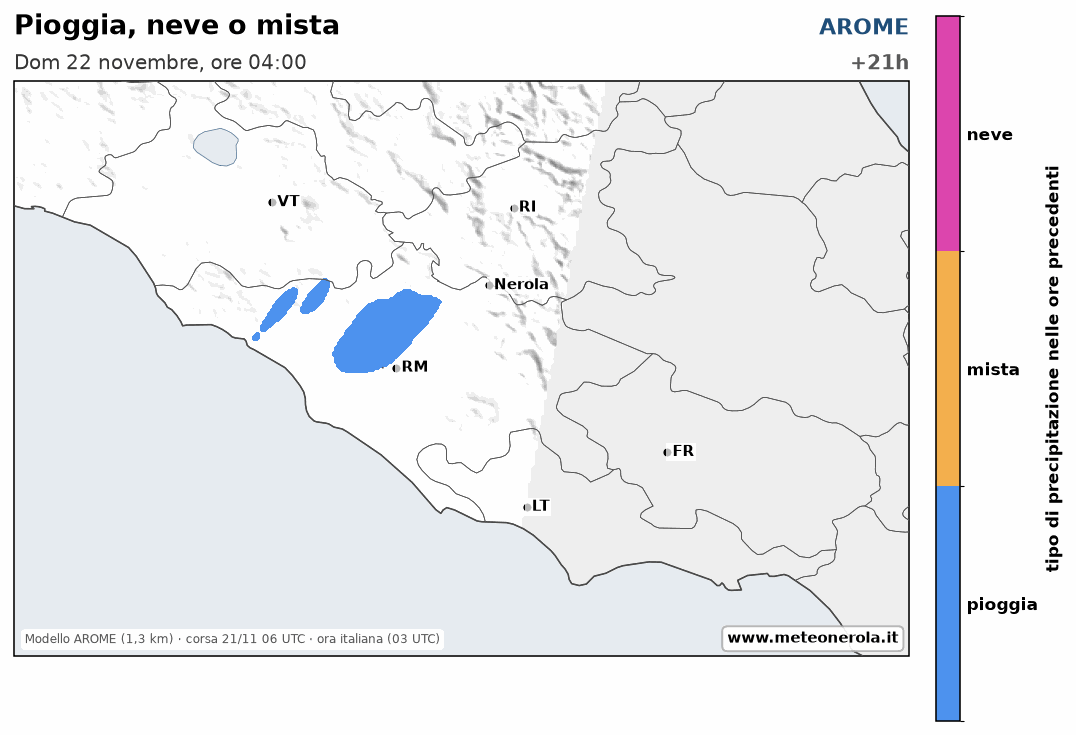 Pioggia, neve o mista
AROME
Dom 22 novembre, ore 04:00
+21h
neve
VT
RI
Nerola
mista
RM
FR
LT
pioggia
tipo di precipitazione nelle ore precedenti
Modello AROME (1,3 km) · corsa 21/11 06 UTC · ora italiana (03 UTC)
www.meteonerola.it